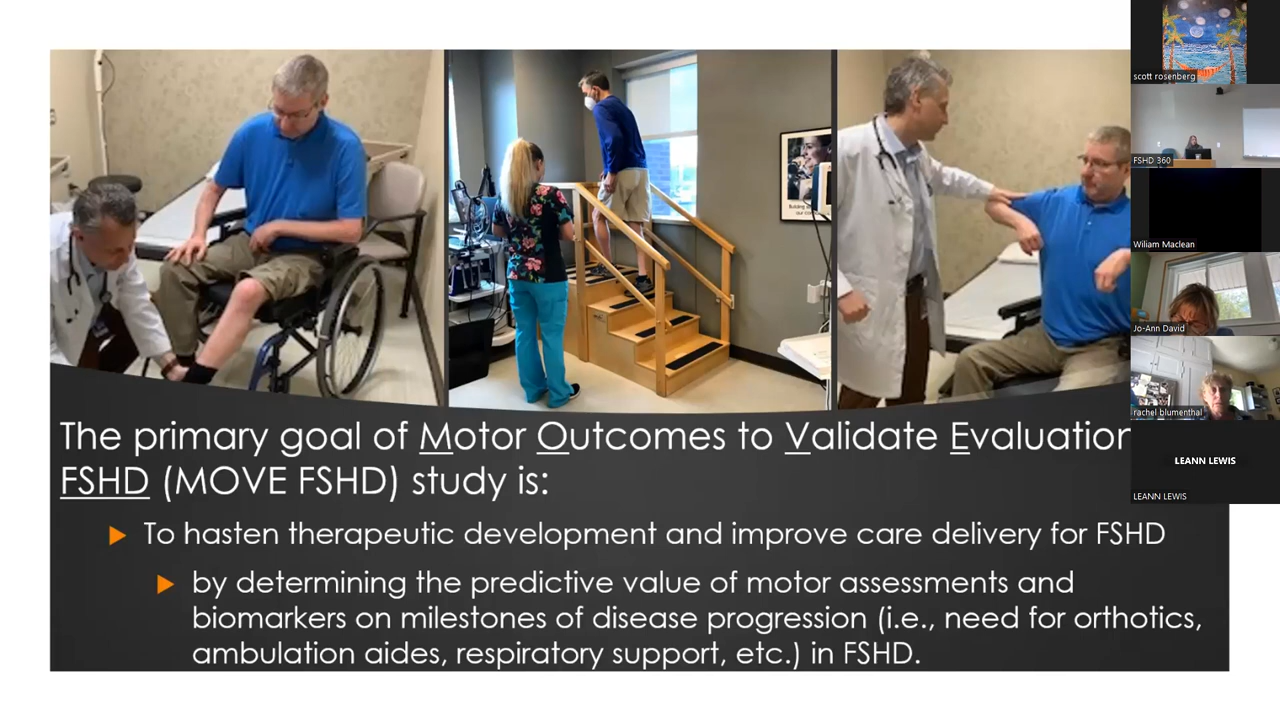 The primary goal of Motor Outcomes to Validate Evaluation
FSHD (MOVE FSHD) study is:
To hasten therapeutic development and improve care delivery for FSHD
by determining the predictive value of motor assessments and
biomarkers on milestones of disease progression (i.e., need for orthotics,
ambulation aides, respiratory support, etc.) in FSHD.
scott rosenberg
FSHD 360
Wiliam Maclean
Jo-Ann David
rachel blumenthal
LEANN LEWIS
LEANN LEWIS